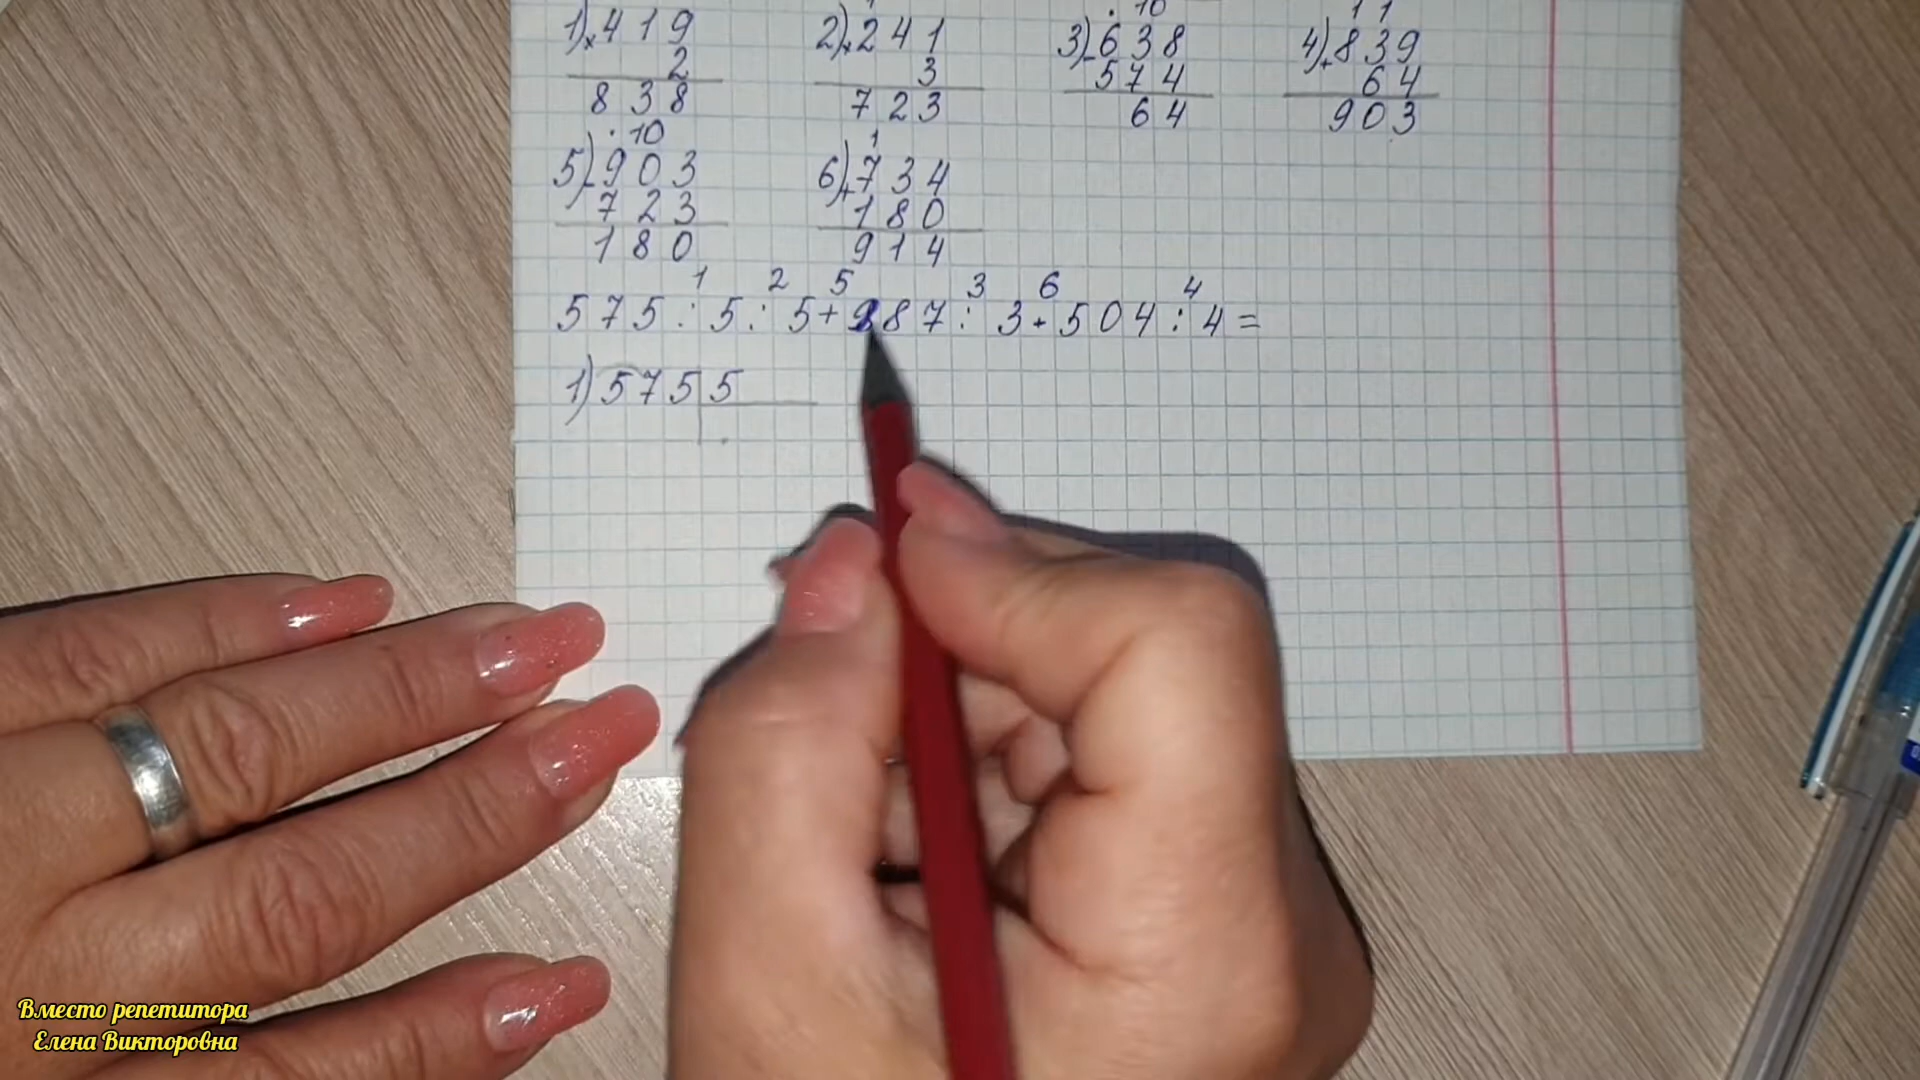 1) × 419 2) × 241 3) - 638 4) + 839
2 3 574 64
838 723 64 903
5) - 903 6) + 734
723 180
180 914
575 : 5 : 5 + 987 : 3 + 504 : 4 =
1) 575 5
Вместо репетитора
Елена Викторовна